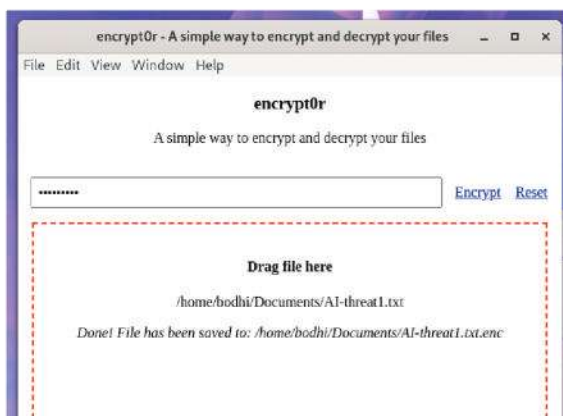 encrypt0r - A simple way to encrypt and decrypt your files
File Edit View Window Help
encrypt0r
A simple way to encrypt and decrypt your files
••••••••• Encrypt Reset
Drag file here
/home/bodhi/Documents/AI-threat1.txt
Done! File has been saved to: /home/bodhi/Documents/AI-threat1.txt.enc